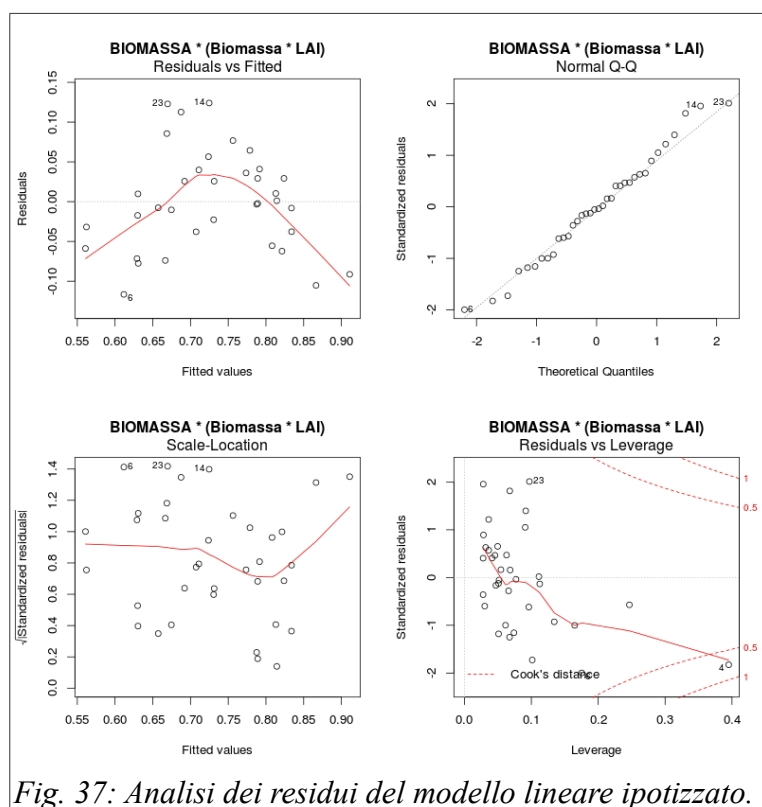 BIOMASSA * (Biomassa * LAI)
Residuals vs Fitted
Residuals
0.15
0.10
0.05
0.00
-0.05
-0.10
23
14
6
0.55 0.60 0.65 0.70 0.75 0.80 0.85 0.90
Fitted values
BIOMASSA * (Biomassa * LAI)
Normal Q-Q
Standardized residuals
2
1
0
-1
-2
14
23
6
-2 -1 0 1 2
Theoretical Quantiles
BIOMASSA * (Biomassa * LAI)
Scale-Location
√|Standardized residuals|
1.4
1.2
1.0
0.8
0.6
0.4
0.2
0.0
6
23
14
0.55 0.60 0.65 0.70 0.75 0.80 0.85 0.90
Fitted values
BIOMASSA * (Biomassa * LAI)
Residuals vs Leverage
Standardized residuals
2
1
0
-1
-2
23
1
0.5
0.5
4
1
Cook's distance
0.0 0.1 0.2 0.3 0.4
Leverage
Fig. 37: Analisi dei residui del modello lineare ipotizzato.